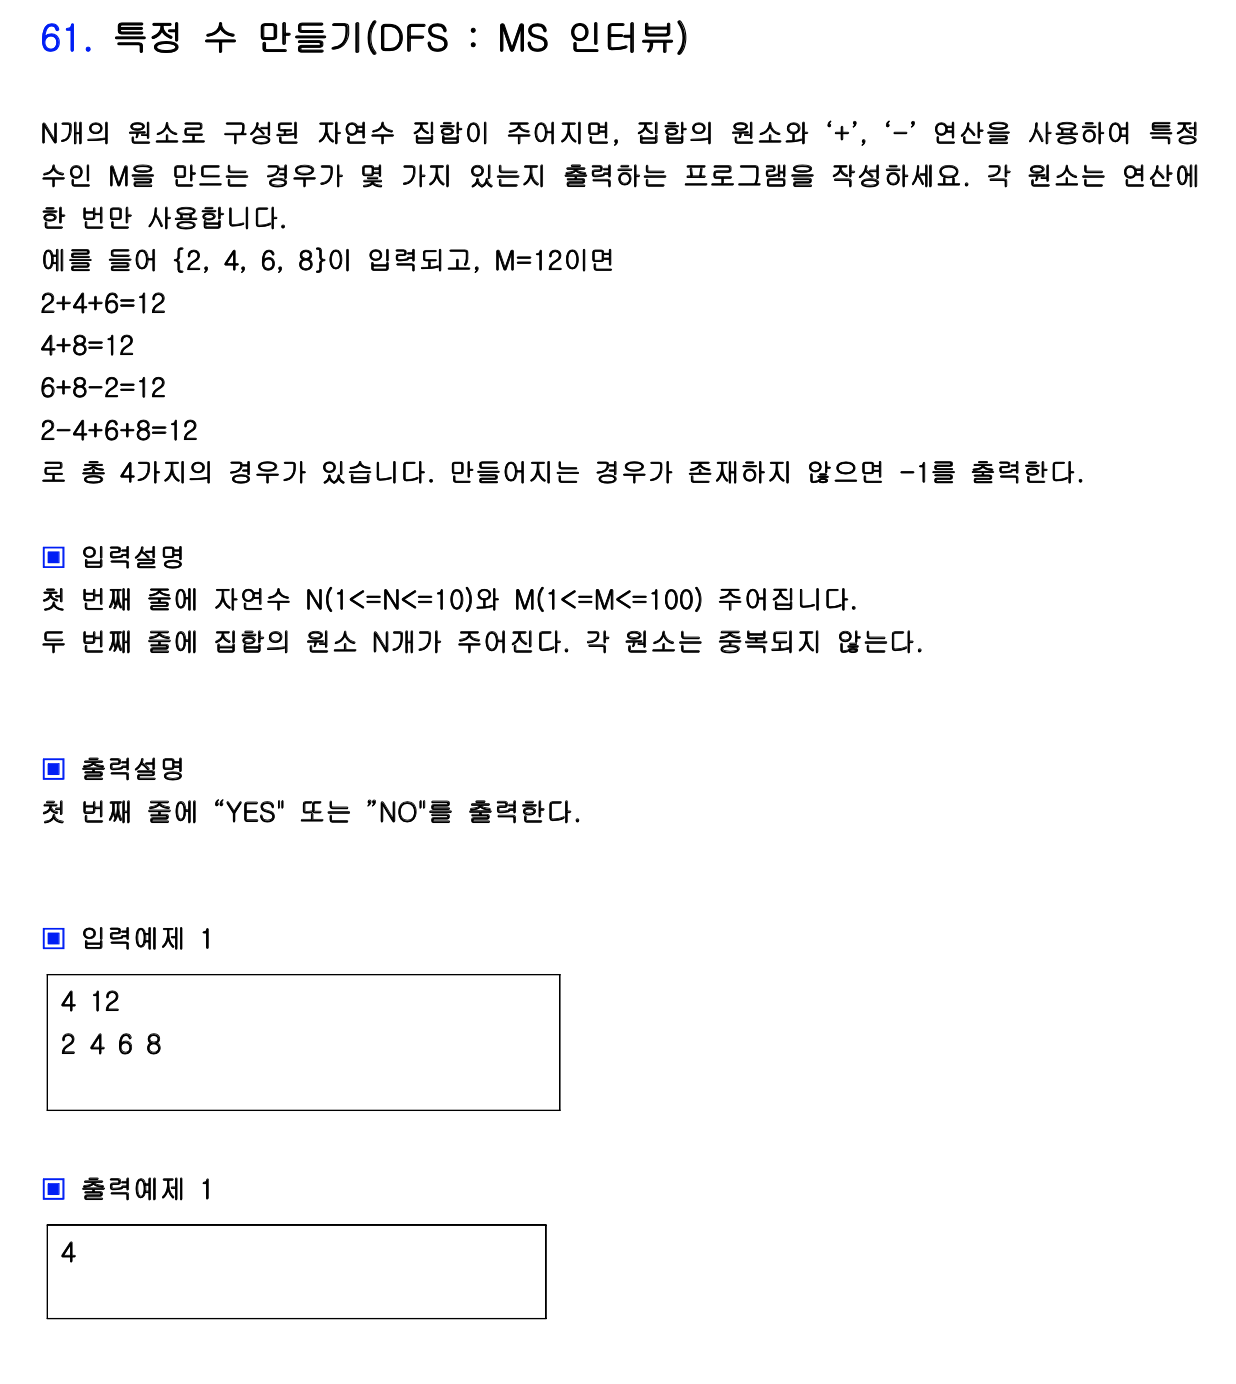 61. 특정 수 만들기(DFS : MS 인터뷰)
N개의 원소로 구성된 자연수 집합이 주어지면, 집합의 원소와 ‘+’, ‘-’ 연산을 사용하여 특정
수인 M을 만드는 경우가 몇 가지 있는지 출력하는 프로그램을 작성하세요. 각 원소는 연산에
한 번만 사용합니다.
예를 들어 {2, 4, 6, 8}이 입력되고, M=12이면
2+4+6=12
4+8=12
6+8-2=12
2-4+6+8=12
로 총 4가지의 경우가 있습니다. 만들어지는 경우가 존재하지 않으면 -1를 출력한다.
▣ 입력설명
첫 번째 줄에 자연수 N(1<=N<=10)와 M(1<=M<=100) 주어집니다.
두 번째 줄에 집합의 원소 N개가 주어진다. 각 원소는 중복되지 않는다.
▣ 출력설명
첫 번째 줄에 “YES" 또는 ”NO"를 출력한다.
▣ 입력예제 1
4 12
2 4 6 8
▣ 출력예제 1
4